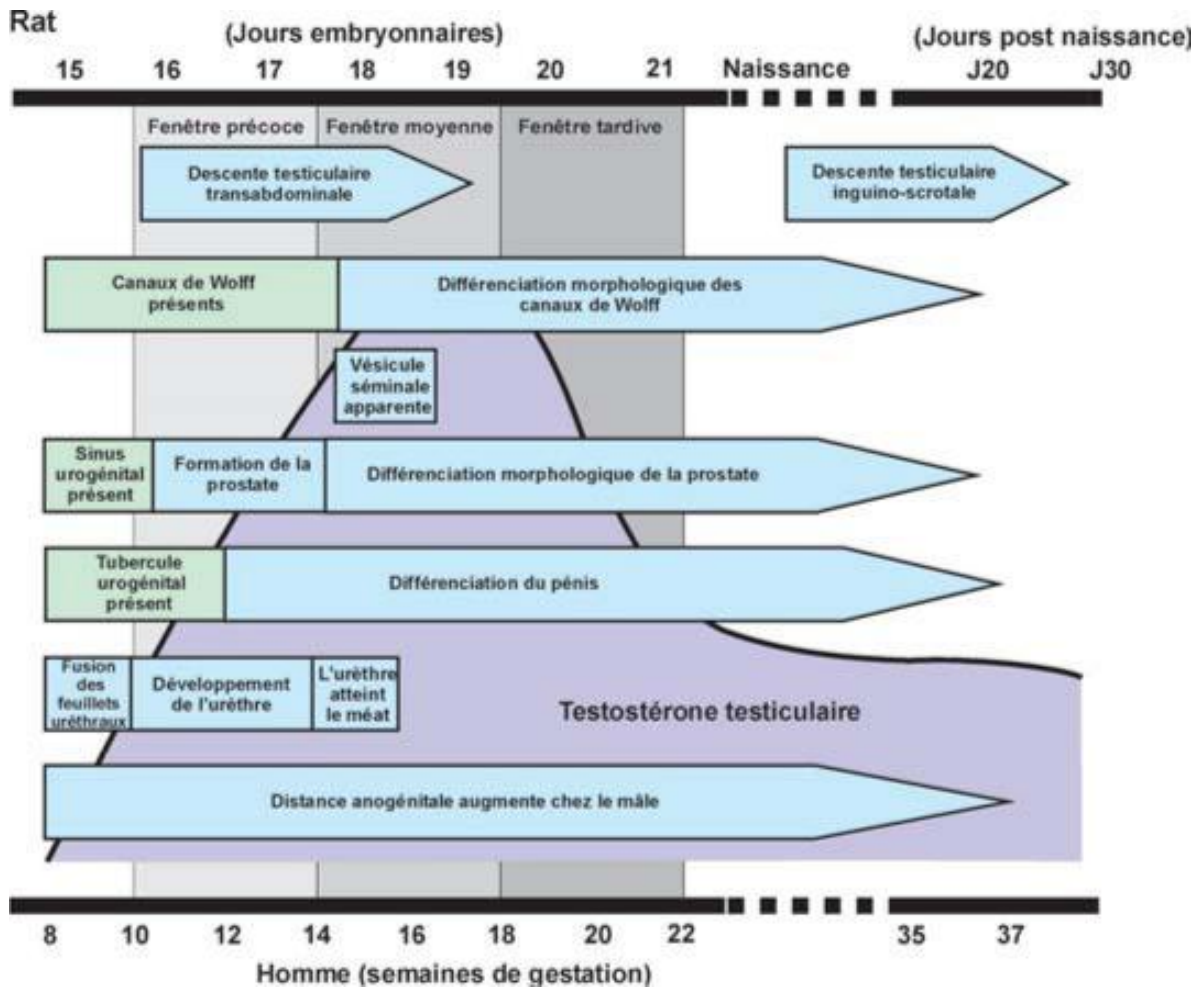 Rat
(Jours embryonnaires)
(Jours post naissance)
15 16 17 18 19 20 21 Naissance J20 J30
Fenêtre précoce Fenêtre moyenne Fenêtre tardive
Descente testiculaire
transabdominale
Descente testiculaire
inguino-scrotale
Canaux de Wolff
présents
Différenciation morphologique des
canaux de Wolff
Vésicule
séminale
apparente
Sinus
urogénital
présent
Formation de la
prostate
Différenciation morphologique de la prostate
Tubercule
urogénital
présent
Différenciation du pénis
Fusion
des
feuillets
uréthraux
Développement
de l'urèthre
L'urèthre
atteint
le méat
Testostérone testiculaire
Distance anogénitale augmente chez le mâle
8 10 12 14 16 18 20 22 35 37
Homme (semaines de gestation)